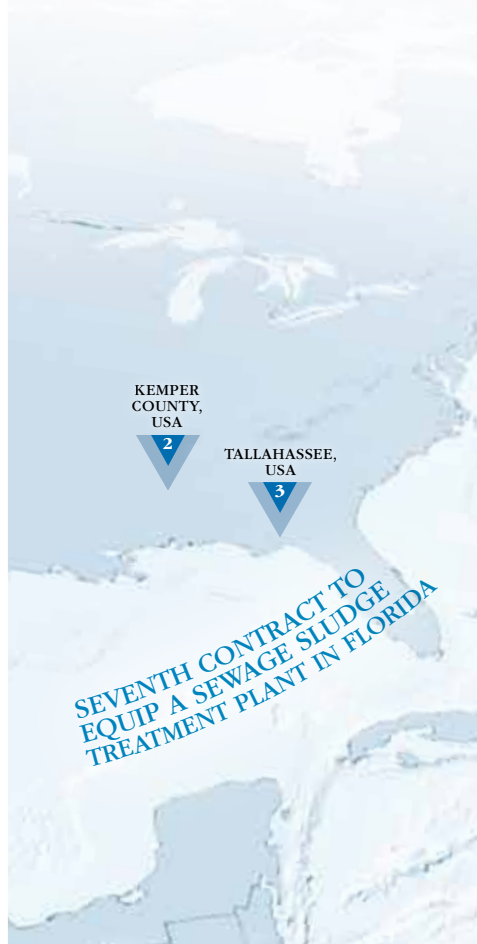 KEMPER
COUNTY,
USA
2
TALLAHASSEE,
USA
3
SEVENTH CONTRACT TO
EQUIP A SEWAGE SLUDGE
TREATMENT PLANT IN FLORIDA